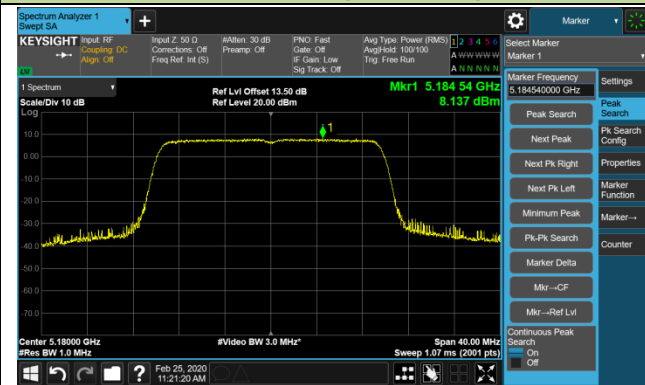 Spectrum Analyzer 1
Swept SA
+
Marker
KEYSIGHT
Input: RF
Coupling: DC
Align: Off
Input Z: 50 Ω
Corrections: Off
Freq Ref: Int (S)
#Atten: 30 dB
Preamp: Off
PNO: Fast
Gate: Off
IF Gain: Low
Sig Track: Off
Avg Type: Power (RMS)
Avg|Hold: 100/100
Trig: Free Run
1 2 3 4 5 6
A W W W W W
A N N N N N
Select Marker
Marker 1
LXI
1 Spectrum
Scale/Div 10 dB
Log
Ref Lvl Offset 13.50 dB
Ref Level 20.00 dBm
Mkr1 5.184 54 GHz
8.137 dBm
1
10.0
0.00
-10.0
-20.0
-30.0
-40.0
-50.0
-60.0
-70.0
Center 5.18000 GHz
#Res BW 1.0 MHz
#Video BW 3.0 MHz*
Span 40.00 MHz
Sweep 1.07 ms (2001 pts)
Marker Frequency
5.184540000 GHz
Peak Search
Next Peak
Next Pk Right
Next Pk Left
Minimum Peak
Pk-Pk Search
Marker Delta
Mkr→CF
Mkr→Ref Lvl
Continuous Peak
Search
On
Off
Settings
Peak
Search
Pk Search
Config
Properties
Marker
Function
Marker→
Counter
?
Feb 25, 2020
11:21:20 AM